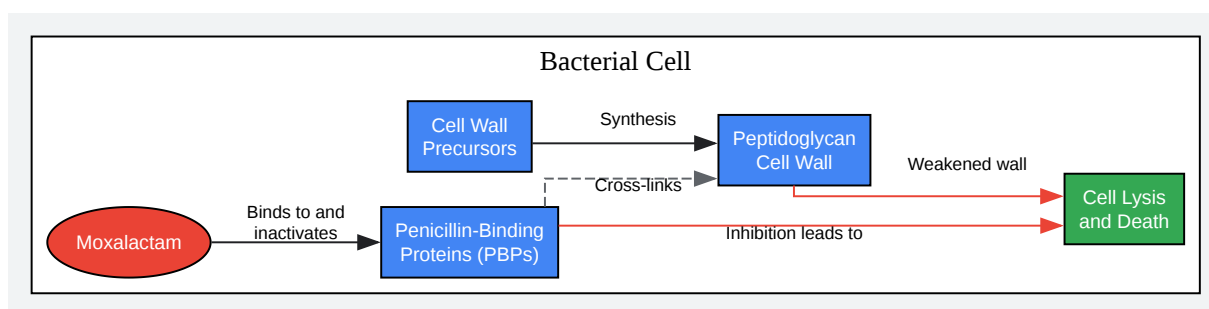 Bacterial Cell
Cell Wall
Precursors
Synthesis
Peptidoglycan
Cell Wall
Weakened wall
Cross-links
Cell Lysis
and Death
Moxalactam
Binds to and
inactivates
Penicillin-Binding
Proteins (PBPs)
Inhibition leads to